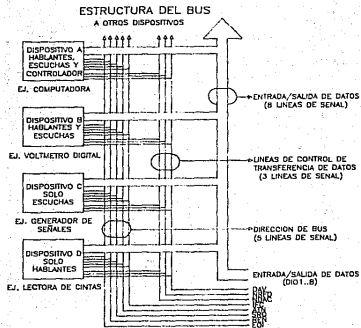 ESTRUCTURA DEL BUS
A OTROS DISPOSITIVOS
DISPOSITIVO A
HABLANTES,
ESCUCHAS Y
CONTROLADOR
EJ. COMPUTADORA
ENTRADA/SALIDA DE DATOS
(8 LINEAS DE SEÑAL)
DISPOSITIVO B
HABLANTES Y
ESCUCHAS
EJ. VOLTMETRO DIGITAL
LINEAS DE CONTROL DE
TRANSFERENCIA DE DATOS
(3 LINEAS DE SEÑAL)
DISPOSITIVO C
SOLO
ESCUCHAS
EJ. GENERADOR DE
SEÑALES
DIRECCION DE BUS
(5 LINEAS DE SEÑAL)
DISPOSITIVO D
SOLO
HABLANTES
EJ. LECTORA DE CINTAS
ENTRADA/SALIDA DE DATOS
(DIO1..8)
DAV
NRFD
NDAC
IFC
ATN
SRQ
REN
EOI